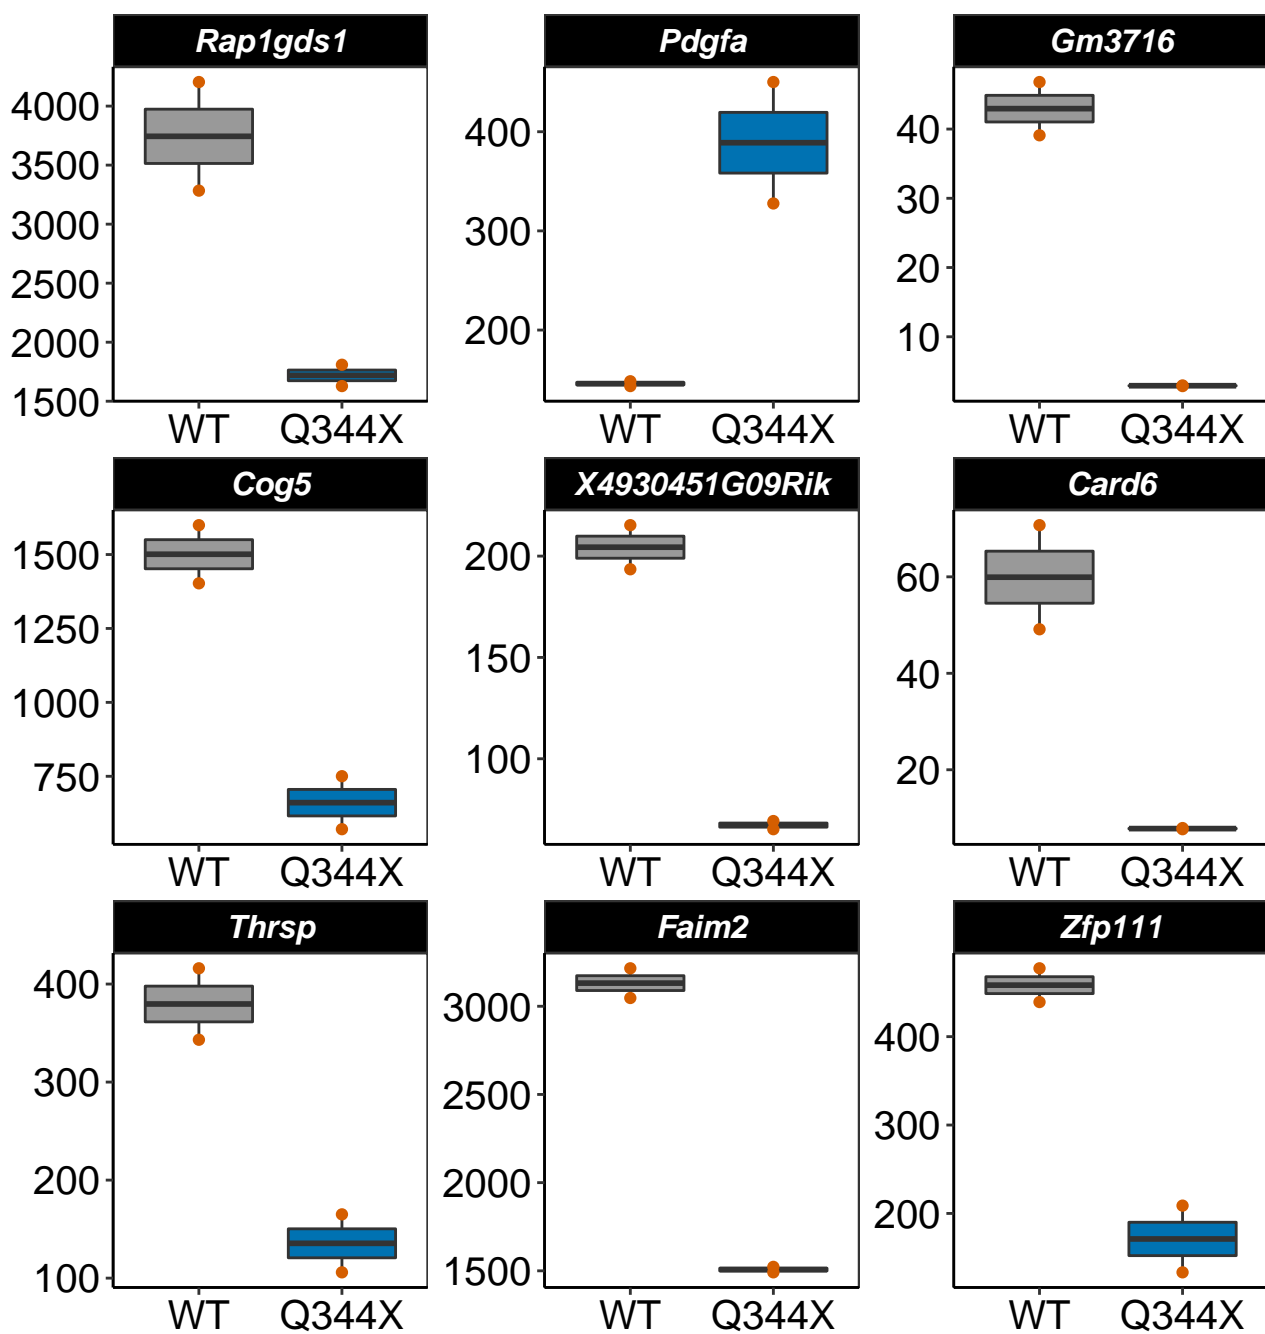 Rap1gds1
4000
3500
3000
2500
2000
1500
WT Q344X
Pdgfa
400
300
200
WT Q344X
Gm3716
40
30
20
10
WT Q344X
Cog5
1500
1250
1000
750
WT Q344X
X4930451G09Rik
200
150
100
WT Q344X
Card6
60
40
20
WT Q344X
Thrsp
400
300
200
100
WT Q344X
Faim2
3000
2500
2000
1500
WT Q344X
Zfp111
400
300
200
WT Q344X